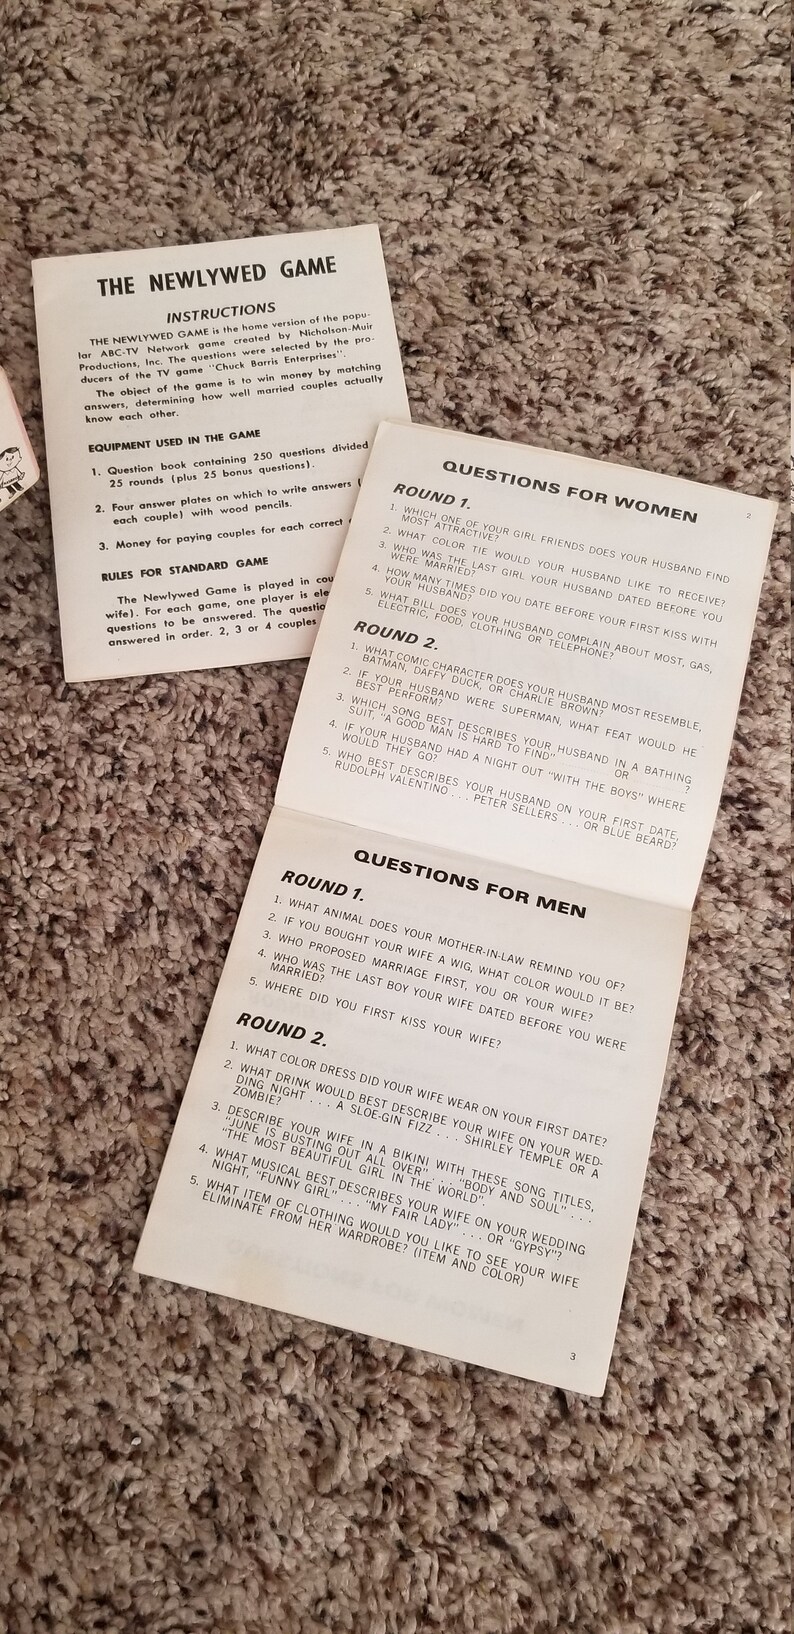 THE NEWLYWED GAME
INSTRUCTIONS
THE NEWLYWED GAME is the home version of the popu-
lar ABC-TV Network game created by Nicholson-Muir
Productions, Inc. The questions were selected by the pro-
ducers of the TV game "Chuck Barris Enterprises".
The object of the game is to win money by matching
answers, determining how well married couples actually
know each other.
EQUIPMENT USED IN THE GAME
1. Question book containing 250 questions divided
25 rounds (plus 25 bonus questions).
2. Four answer plates on which to write answers (
each couple) with wood pencils.
3. Money for paying couples for each correct
RULES FOR STANDARD GAME
The Newlywed Game is played in cou
wife). For each game, one player is ele
questions to be answered. The questio
answered in order. 2, 3 or 4 couples
2
QUESTIONS FOR WOMEN
ROUND 1.
1. WHICH ONE OF YOUR GIRL FRIENDS DOES YOUR HUSBAND FIND
MOST ATTRACTIVE?
2. WHAT COLOR TIE WOULD YOUR HUSBAND LIKE TO RECEIVE?
3. WHO WAS THE LAST GIRL YOUR HUSBAND DATED BEFORE YOU
WERE MARRIED?
4. HOW MANY TIMES DID YOU DATE BEFORE YOUR FIRST KISS WITH
YOUR HUSBAND?
5. WHAT BILL DOES YOUR HUSBAND COMPLAIN ABOUT MOST, GAS,
ELECTRIC, FOOD, CLOTHING OR TELEPHONE?
ROUND 2.
1. WHAT COMIC CHARACTER DOES YOUR HUSBAND MOST RESEMBLE,
BATMAN, DAFFY DUCK, OR CHARLIE BROWN?
2. IF YOUR HUSBAND WERE SUPERMAN, WHAT FEAT WOULD HE
BEST PERFORM?
3. WHICH SONG BEST DESCRIBES YOUR HUSBAND IN A BATHING
SUIT, "A GOOD MAN IS HARD TO FIND" OR ?
4. IF YOUR HUSBAND HAD A NIGHT OUT "WITH THE BOYS" WHERE
WOULD THEY GO?
5. WHO BEST DESCRIBES YOUR HUSBAND ON YOUR FIRST DATE,
RUDOLPH VALENTINO . . . PETER SELLERS . . . OR BLUE BEARD?
QUESTIONS FOR MEN
ROUND 1.
1. WHAT ANIMAL DOES YOUR MOTHER-IN-LAW REMIND YOU OF?
2. IF YOU BOUGHT YOUR WIFE A WIG, WHAT COLOR WOULD IT BE?
3. WHO PROPOSED MARRIAGE FIRST, YOU OR YOUR WIFE?
4. WHO WAS THE LAST BOY YOUR WIFE DATED BEFORE YOU WERE
MARRIED?
5. WHERE DID YOU FIRST KISS YOUR WIFE?
ROUND 2.
1. WHAT COLOR DRESS DID YOUR WIFE WEAR ON YOUR FIRST DATE?
2. WHAT DRINK WOULD BEST DESCRIBE YOUR WIFE ON YOUR WED-
DING NIGHT . . . A SLOE-GIN FIZZ . . . SHIRLEY TEMPLE OR A
ZOMBIE?
3. DESCRIBE YOUR WIFE IN A BIKINI WITH THESE SONG TITLES,
"JUNE IS BUSTING OUT ALL OVER" . . . "BODY AND SOUL" . . .
"THE MOST BEAUTIFUL GIRL IN THE WORLD".
4. WHAT MUSICAL BEST DESCRIBES YOUR WIFE ON YOUR WEDDING
NIGHT, "FUNNY GIRL" . . . "MY FAIR LADY" . . . OR "GYPSY"?
5. WHAT ITEM OF CLOTHING WOULD YOU LIKE TO SEE YOUR WIFE
ELIMINATE FROM HER WARDROBE? (ITEM AND COLOR)
3